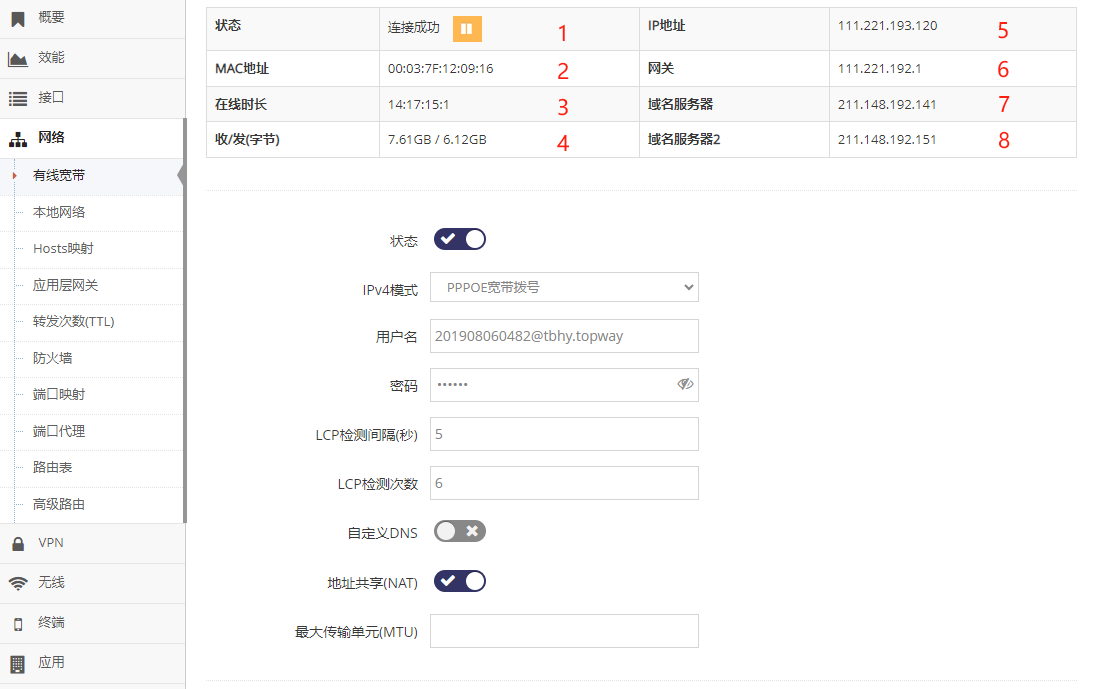 概要
效能
接口
网络
有线宽带
本地网络
Hosts映射
应用层网关
转发次数(TTL)
防火墙
端口映射
端口代理
路由表
高级路由
VPN
无线
终端
应用
状态 连接成功 1 IP地址 111.221.193.120 5
MAC地址 00:03:7F:12:09:16 2 网关 111.221.192.1 6
在线时长 14:17:15:1 3 域名服务器 211.148.192.141 7
收/发(字节) 7.61GB / 6.12GB 4 域名服务器2 211.148.192.151 8
状态
IPv4模式 PPPOE宽带拨号
用户名 201908060482@tbhy.topway
密码 ••••••
LCP检测间隔(秒) 5
LCP检测次数 6
自定义DNS
地址共享(NAT)
最大传输单元(MTU)